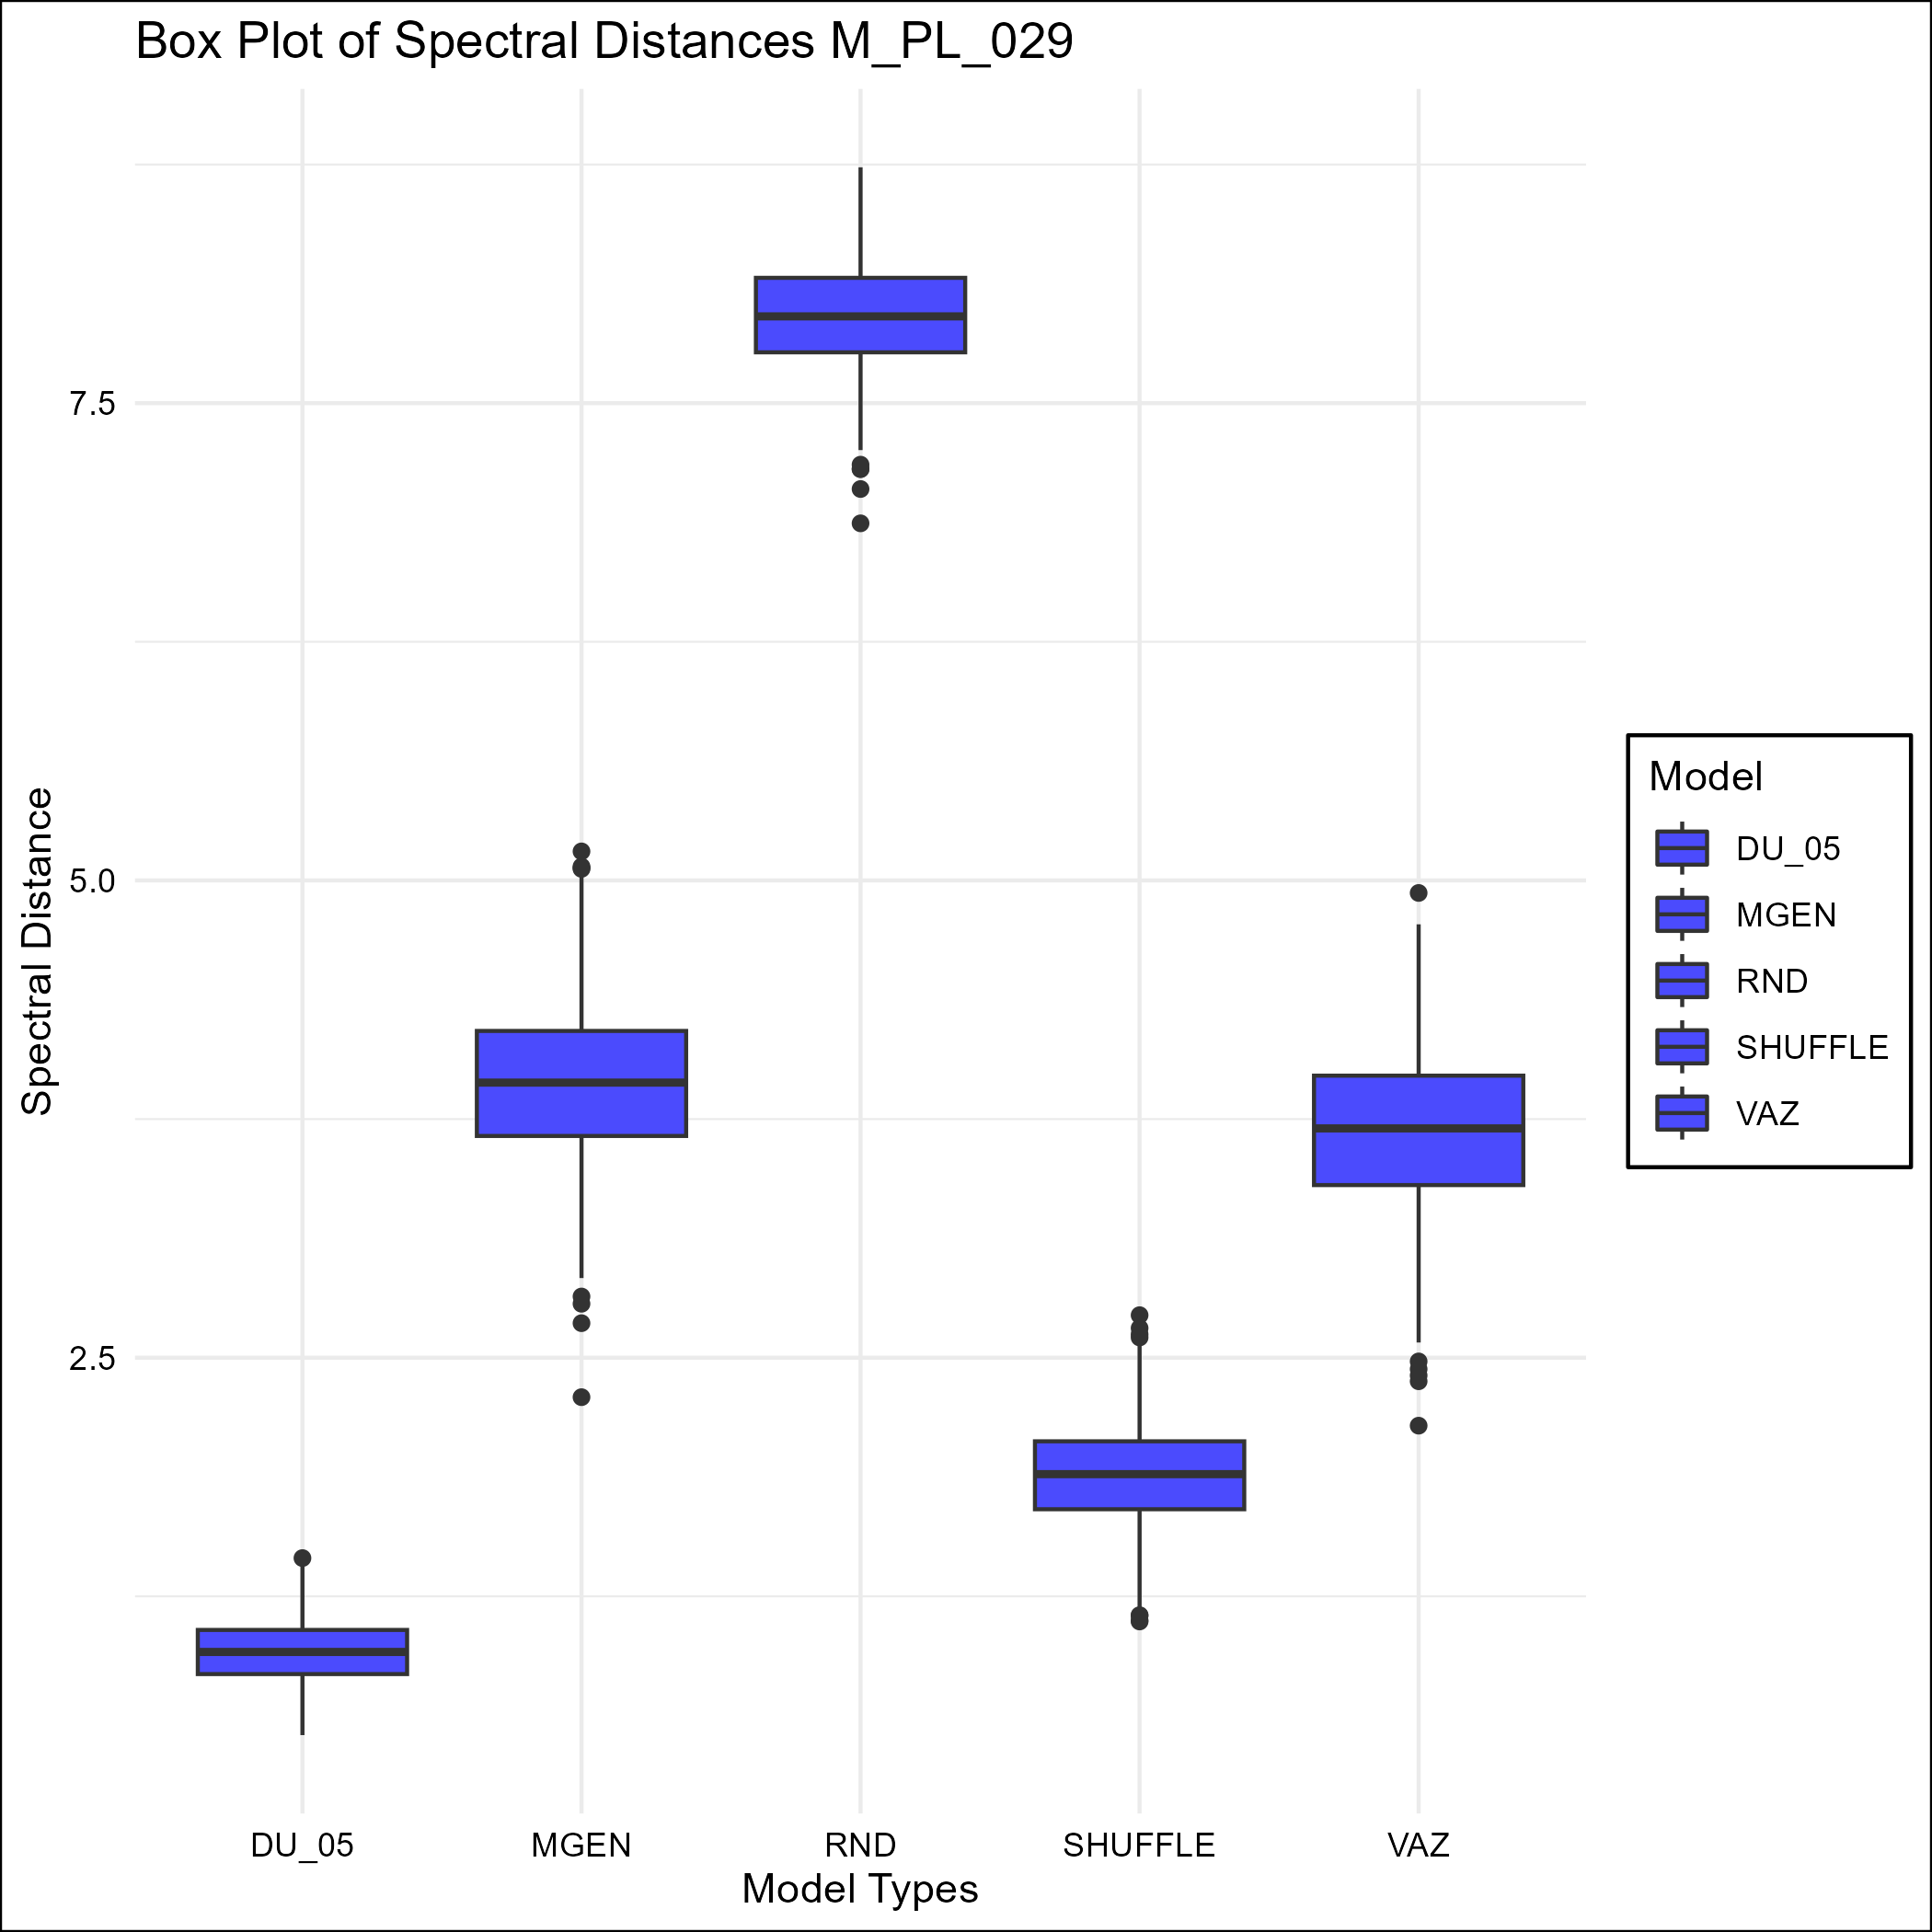 Box Plot of Spectral Distances M_PL_029
Spectral Distance
7.5
5.0
2.5
DU_05
MGEN
RND
SHUFFLE
VAZ
Model Types
Model
DU_05
MGEN
RND
SHUFFLE
VAZ